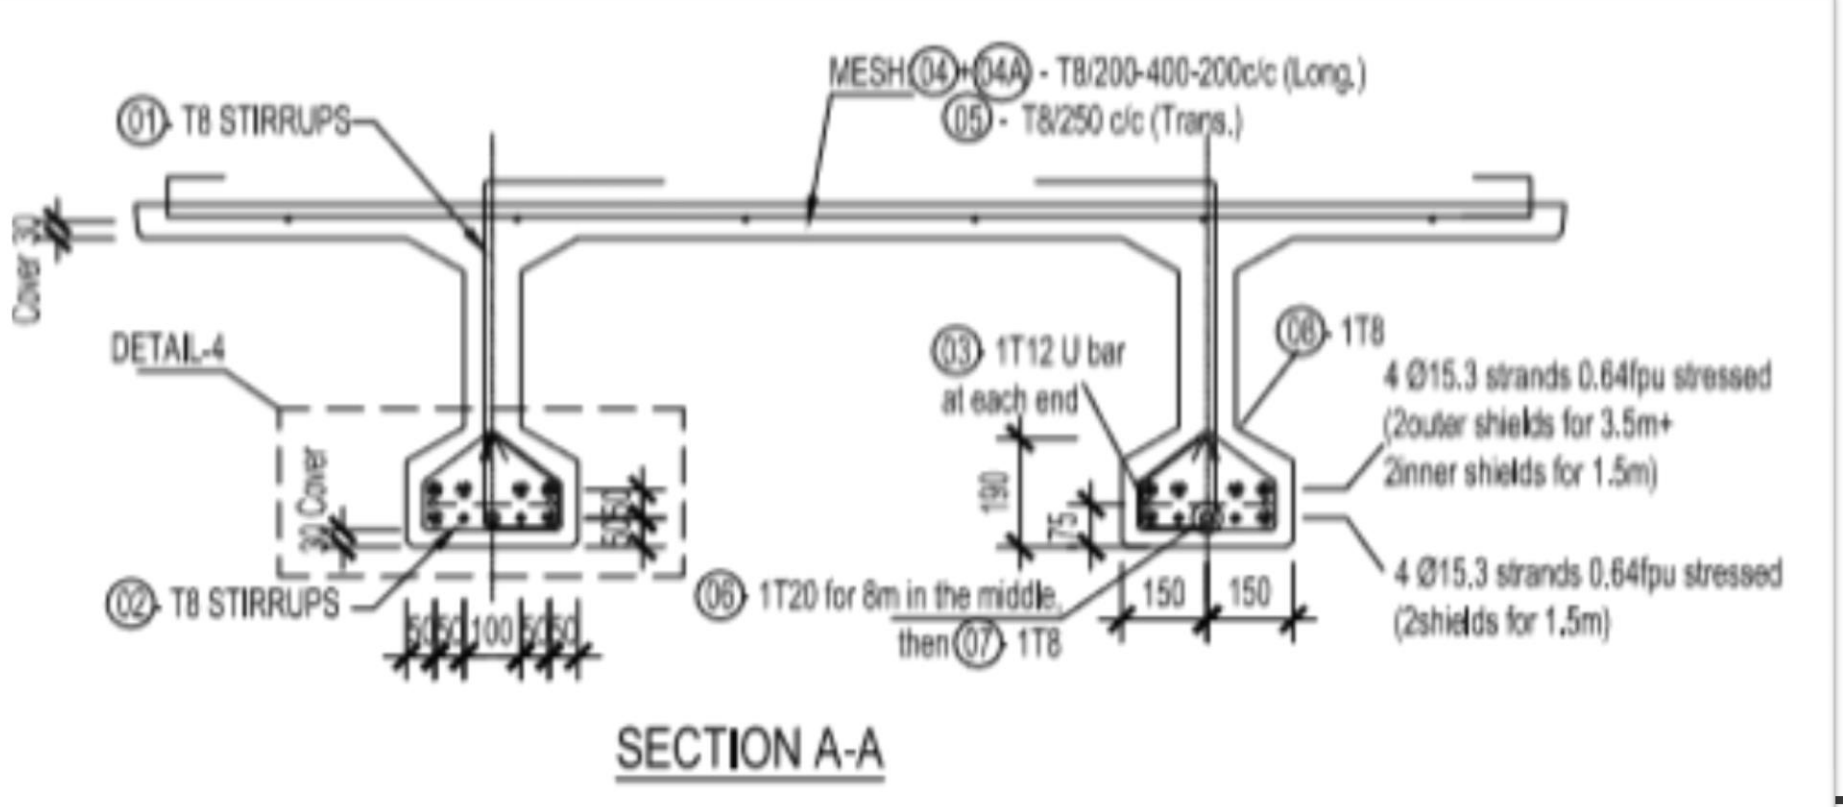 MESH 04+04A - T8/200-400-200c/c (Long.)
05 - T8/250 c/c (Trans.)
01 - T8 STIRRUPS
Cover 30
DETAIL-4
03 - 1T12 U bar
at each end
08 - 1T8
4 Ø15.3 strands 0.64fpu stressed
(2outer shields for 3.5m+
2inner shields for 1.5m)
30 Cover
50 50
190
75
02 - T8 STIRRUPS
50 50 100 50 50
06 - 1T20 for 8m in the middle,
then 07 - 1T8
150 150
4 Ø15.3 strands 0.64fpu stressed
(2shields for 1.5m)
SECTION A-A